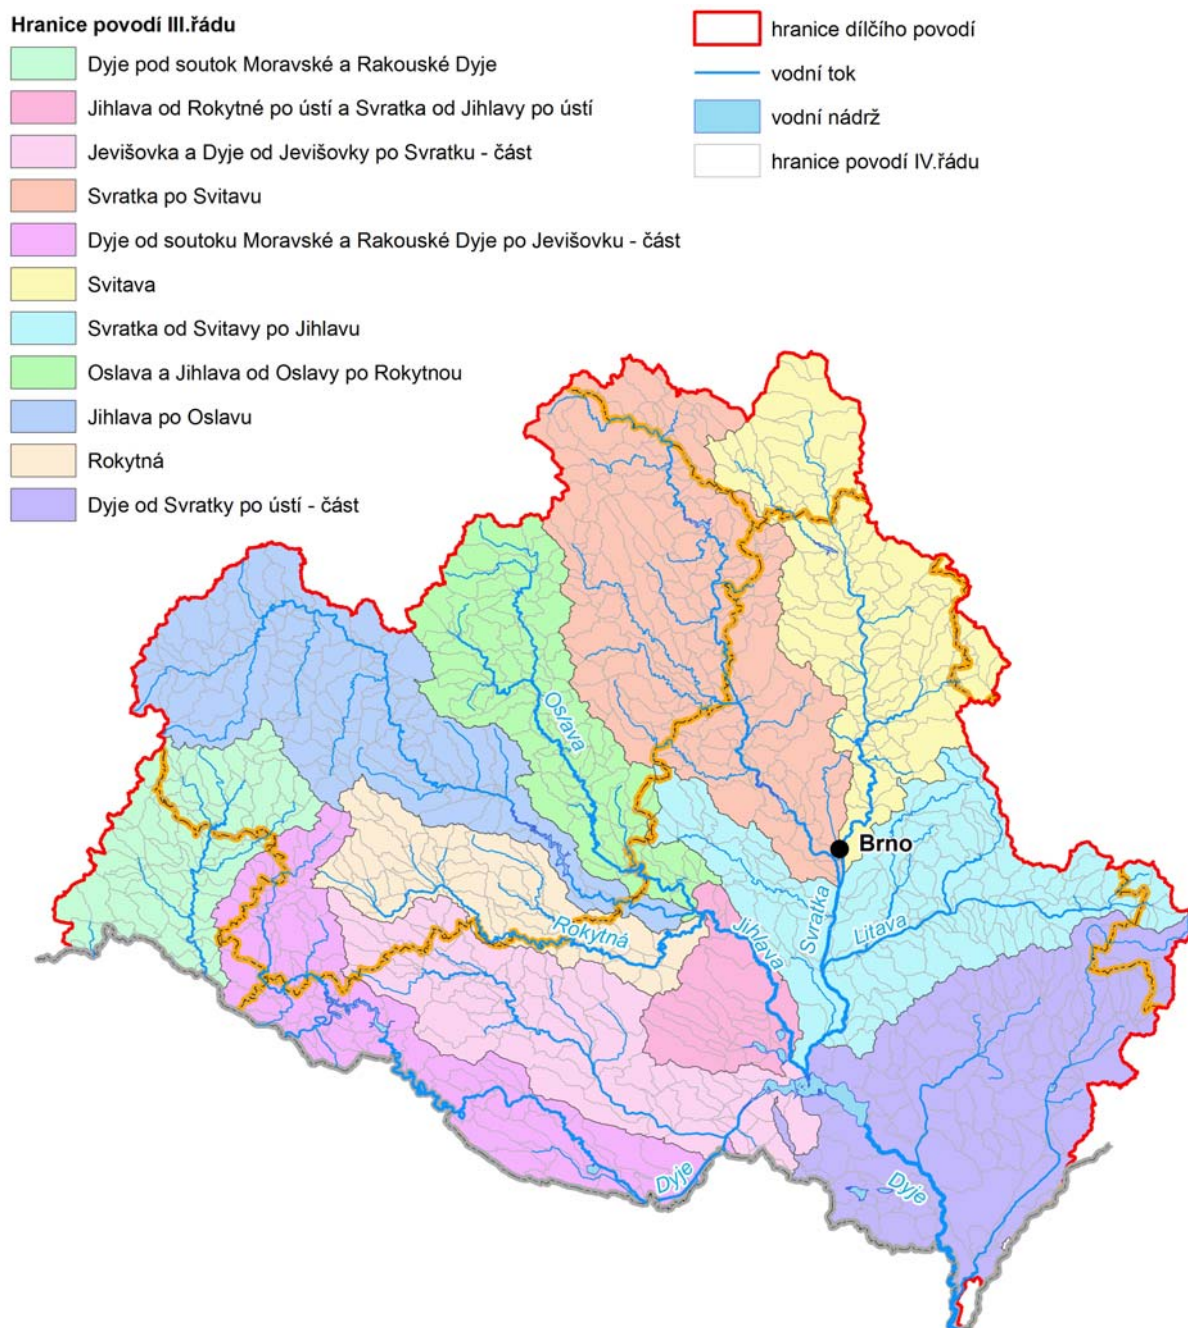 Hranice povodí III.řádu
Dyje pod soutok Moravské a Rakouské Dyje
Jihlava od Rokytné po ústí a Svratka od Jihlavy po ústí
Jevišovka a Dyje od Jevišovky po Svratku - část
Svratka po Svitavu
Dyje od soutoku Moravské a Rakouské Dyje po Jevišovku - část
Svitava
Svratka od Svitavy po Jihlavu
Oslava a Jihlava od Oslavy po Rokytnou
Jihlava po Oslavu
Rokytná
Dyje od Svratky po ústí - část
hranice dílčího povodí
vodní tok
vodní nádrž
hranice povodí IV.řádu
Oslava
Brno
Svratka
Litava
Jihlava
Rokytná
Dyje
Dyje